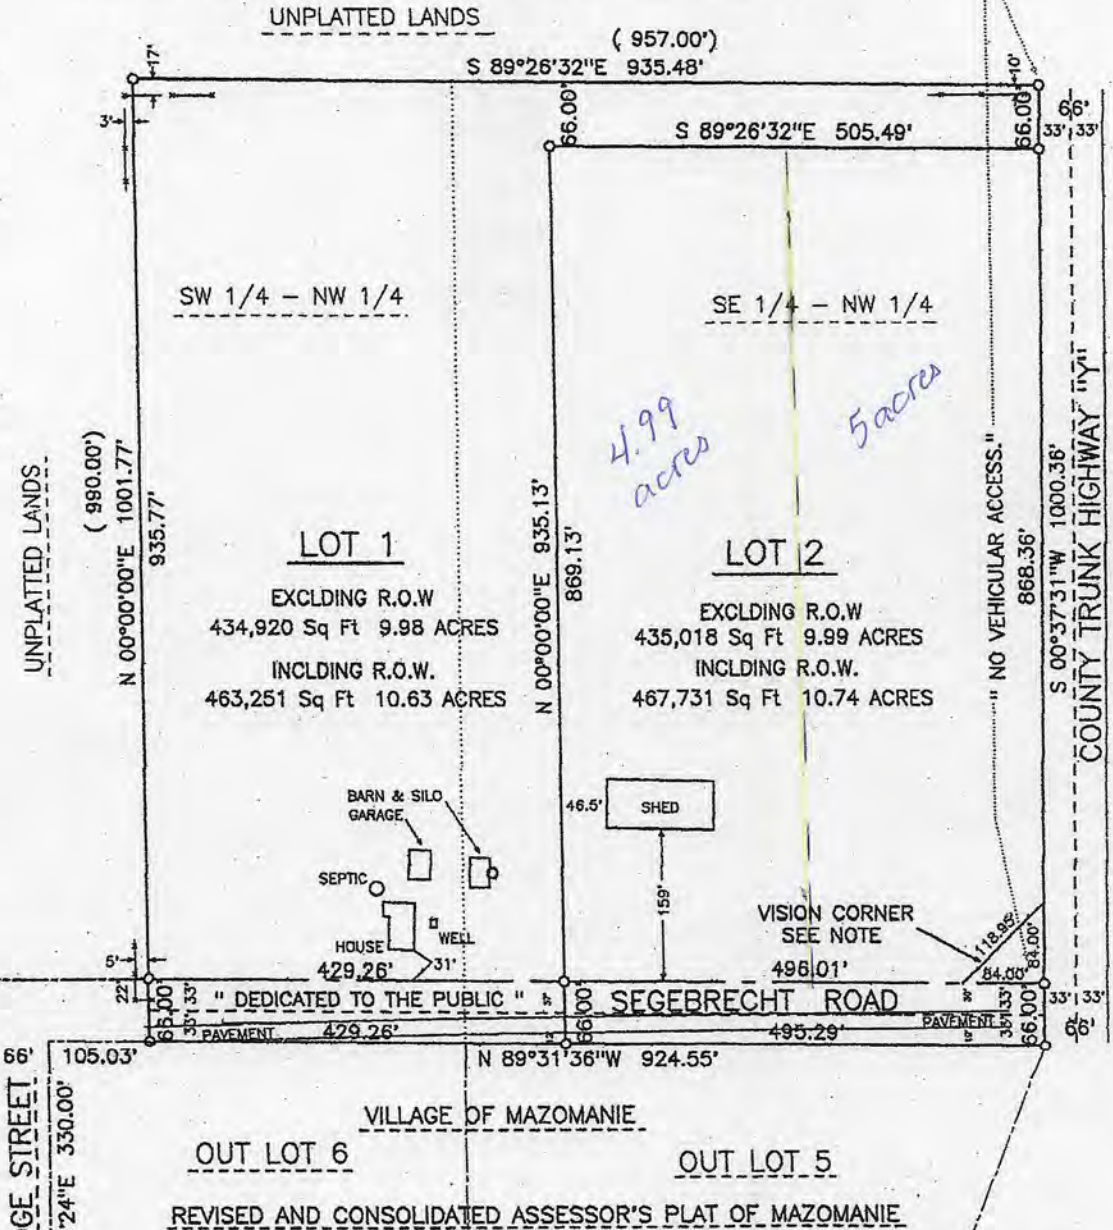 UNPLATTED LANDS
( 957.00')
S 89°26'32"E 935.48'
17'
10'
3'
66.00'
S 89°26'32"E 505.49'
66.00'
66'
33' 33'
SW 1/4 – NW 1/4
SE 1/4 – NW 1/4
4.99
acres
5 acres
UNPLATTED LANDS
( 990.00')
N 00°00'00"E 1001.77'
935.77'
N 00°00'00"E 935.13'
869.13'
" NO VEHICULAR ACCESS."
868.36'
S 00°37'31"W 1000.36'
COUNTY TRUNK HIGHWAY "Y"
LOT 1
EXCLDING R.O.W
434,920 Sq Ft 9.98 ACRES
INCLDING R.O.W.
463,251 Sq Ft 10.63 ACRES
LOT 2
EXCLDING R.O.W
435,018 Sq Ft 9.99 ACRES
INCLDING R.O.W.
467,731 Sq Ft 10.74 ACRES
BARN & SILO
GARAGE
SEPTIC
HOUSE
WELL
31'
46.5'
SHED
159'
VISION CORNER
SEE NOTE
118.95'
84.00'
84.00'
5'
22'
429.26'
496.01'
66.00'
33'
33'
" DEDICATED TO THE PUBLIC "
66.00'
SEGEBRECHT ROAD
33'
33'
66.00'
33' 33'
66'
PAVEMENT
429.26'
495.29'
PAVEMENT
66'
105.03'
N 89°31'36"W 924.55'
GE STREET
'24"E 330.00'
VILLAGE OF MAZOMANIE
OUT LOT 6
OUT LOT 5
REVISED AND CONSOLIDATED ASSESSOR'S PLAT OF MAZOMANIE